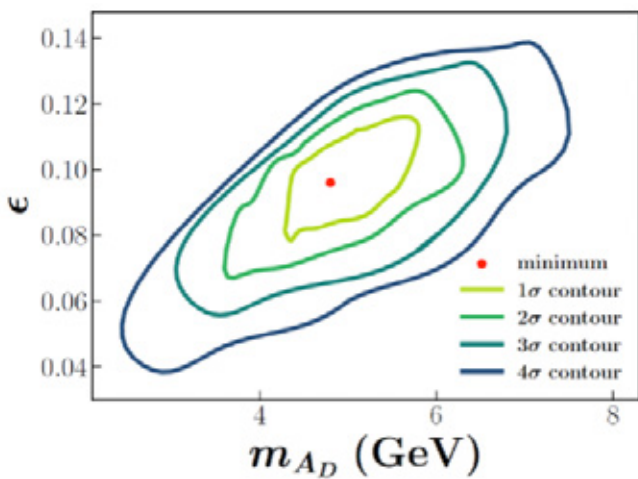 0.14
0.12
0.10
0.08
0.06
0.04
ϵ
minimum
1σ contour
2σ contour
3σ contour
4σ contour
4 6 8
m_{A_D} (GeV)